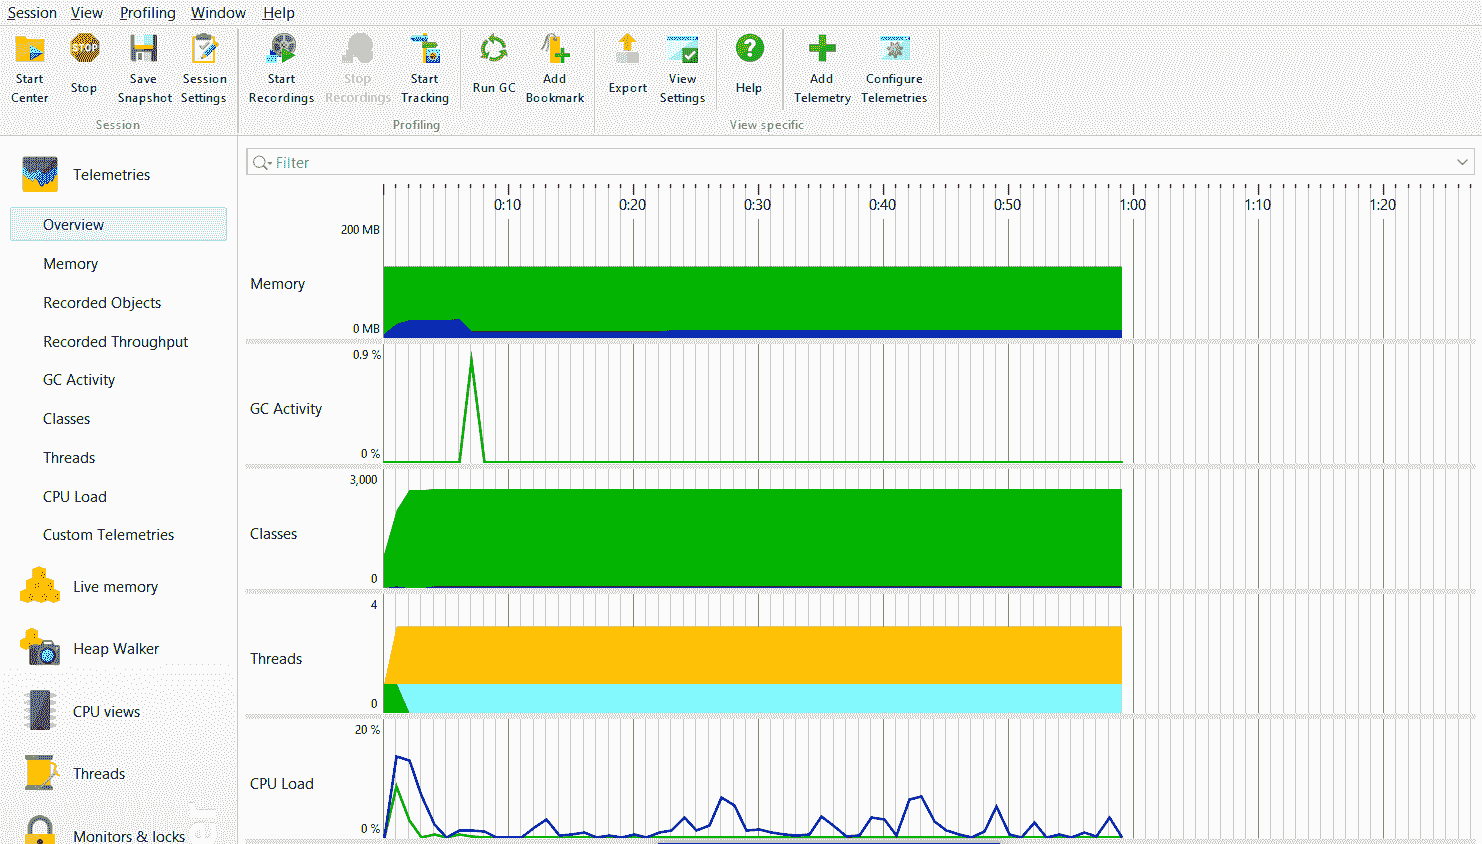 Session View Profiling Window Help
Start Center
Stop
Save Snapshot
Session Settings
Start Recordings
Stop Recordings
Start Tracking
Run GC
Add Bookmark
Export
View Settings
Help
Add Telemetry
Configure Telemetries
Session
Profiling
View specific
STOP
?
Telemetries
Overview
Memory
Recorded Objects
Recorded Throughput
GC Activity
Classes
Threads
CPU Load
Custom Telemetries
Live memory
Heap Walker
CPU views
Threads
Monitors & locks
Filter
0:10 0:20 0:30 0:40 0:50 1:00 1:10 1:20
200 MB
Memory
0 MB
0.9 %
GC Activity
0 %
3,000
Classes
0
4
Threads
0
20 %
CPU Load
0 %